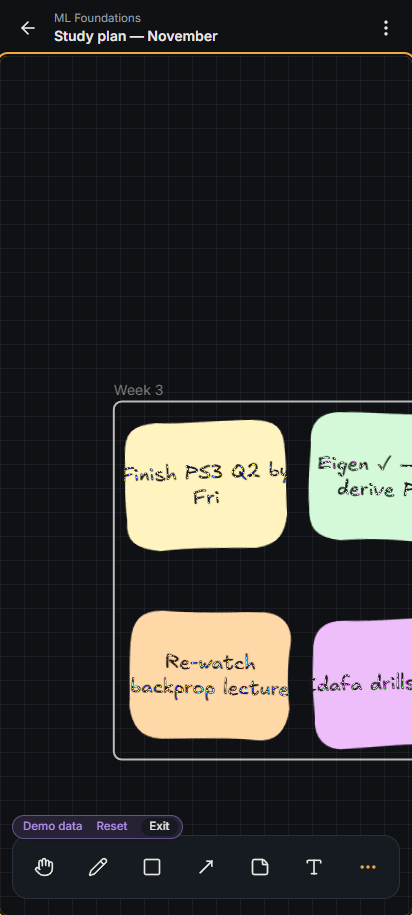 ML Foundations
Study plan — November
Week 3
Finish PS3 Q2 by
Fri
Eigen ✓ —
derive
Re-watch
backprop lecture
drills
Demo data Reset Exit